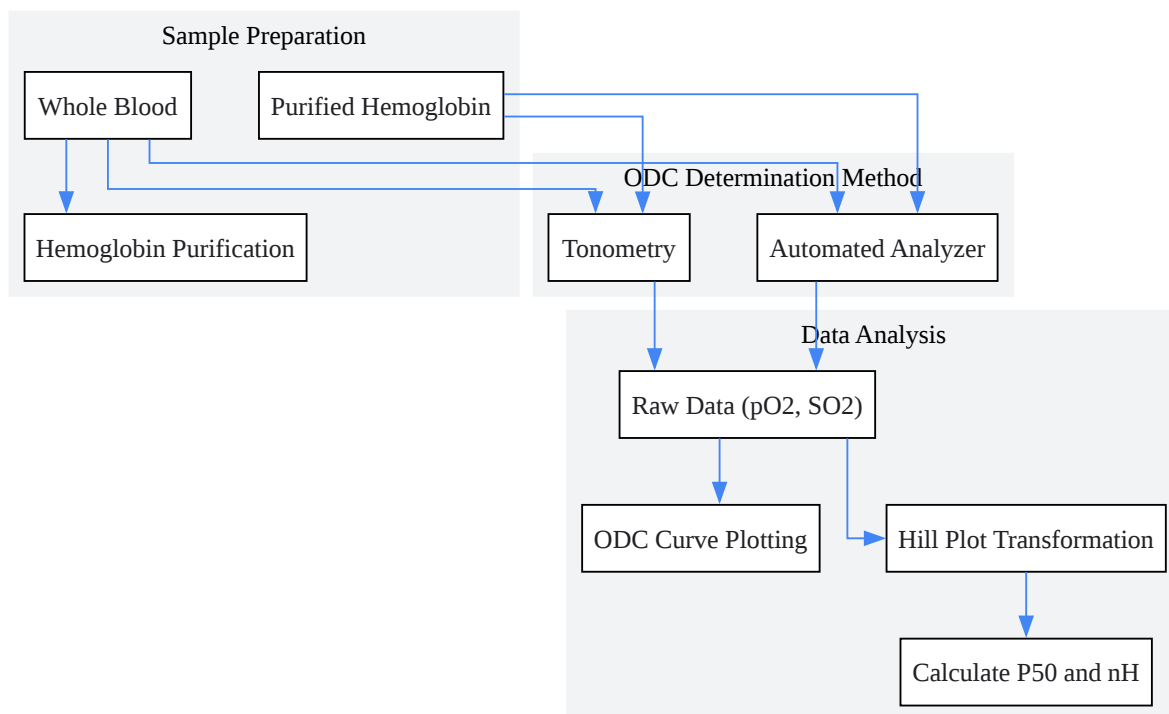 Sample Preparation
Whole Blood
Purified Hemoglobin
Hemoglobin Purification
ODC Determination Method
Tonometry
Automated Analyzer
Data Analysis
Raw Data (pO2, SO2)
ODC Curve Plotting
Hill Plot Transformation
Calculate P50 and nH